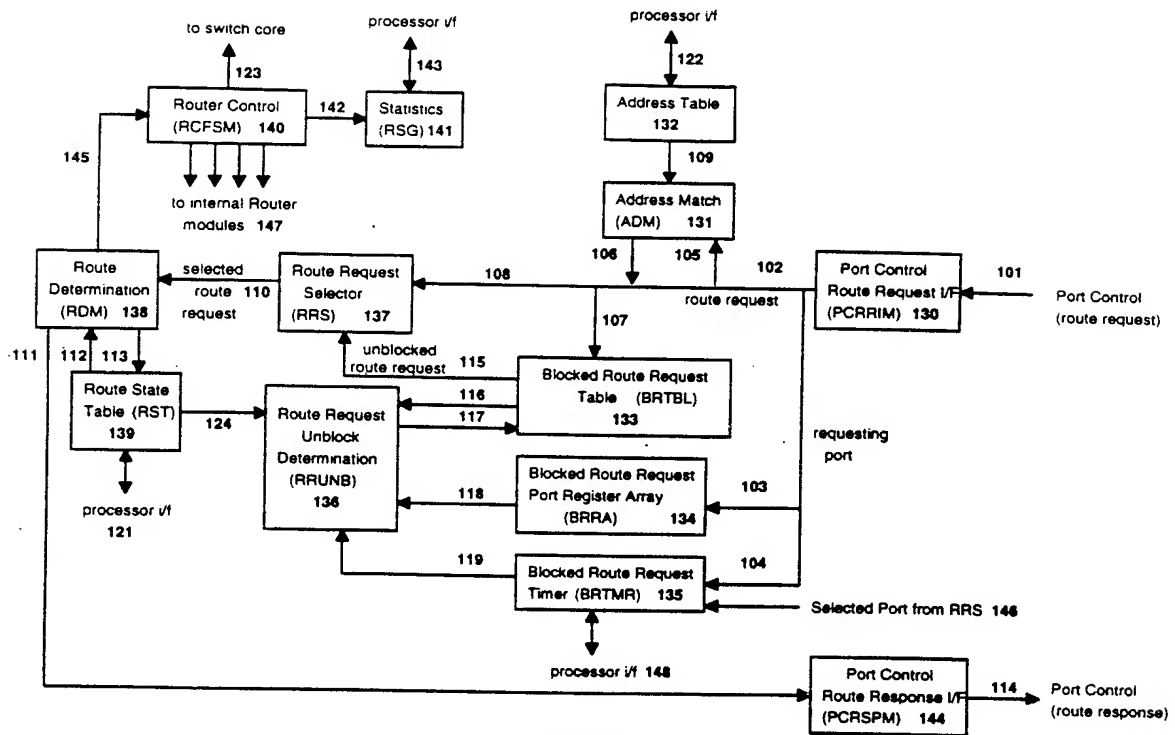 to switch core
processor i/f
processor i/f
123
143
122
Router Control
(RCFSM) 140
142
Statistics
(RSG) 141
Address Table
132
145
109
to internal Router
modules 147
Address Match
(ADM) 131
106
105
Route
Determination
(RDM) 138
selected
route 110
request
Route Request
Selector
(RRS) 137
108
102
route request
Port Control
Route Request I/F
(PCRRIM) 130
101
Port Control
(route request)
107
111
112
113
unblocked
route request
115
Route State
Table (RST)
139
124
Route Request
Unblock
Determination
(RRUNB)
136
116
117
Blocked Route Request
Table (BRTBL)
133
requesting
port
processor i/f
121
118
Blocked Route Request
Port Register Array
(BRRA) 134
103
119
Blocked Route Request
Timer (BRTMR) 135
104
Selected Port from RRS 146
processor i/f 148
Port Control
Route Response I/F
(PCRSPM) 144
114
Port Control
(route response)